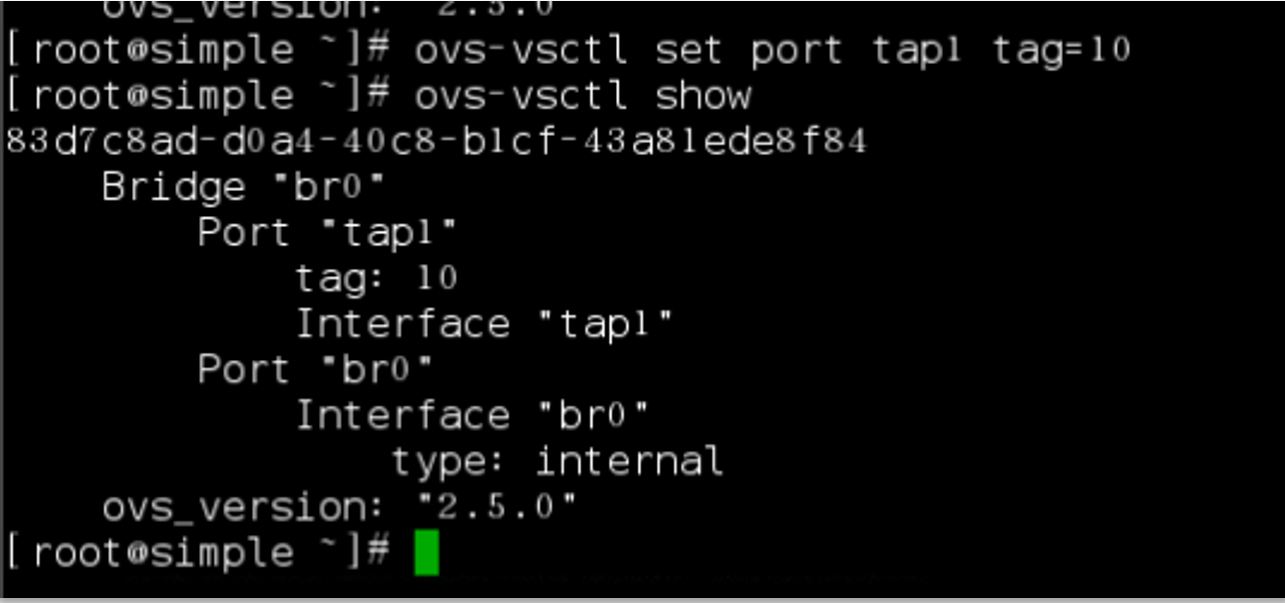 ovs_version: "2.5.0"
[root@simple ~]# ovs-vsctl set port tap1 tag=10
[root@simple ~]# ovs-vsctl show
83d7c8ad-d0a4-40c8-b1cf-43a81ede8f84
    Bridge "br0"
        Port "tap1"
            tag: 10
            Interface "tap1"
        Port "br0"
            Interface "br0"
                type: internal
    ovs_version: "2.5.0"
[root@simple ~]#